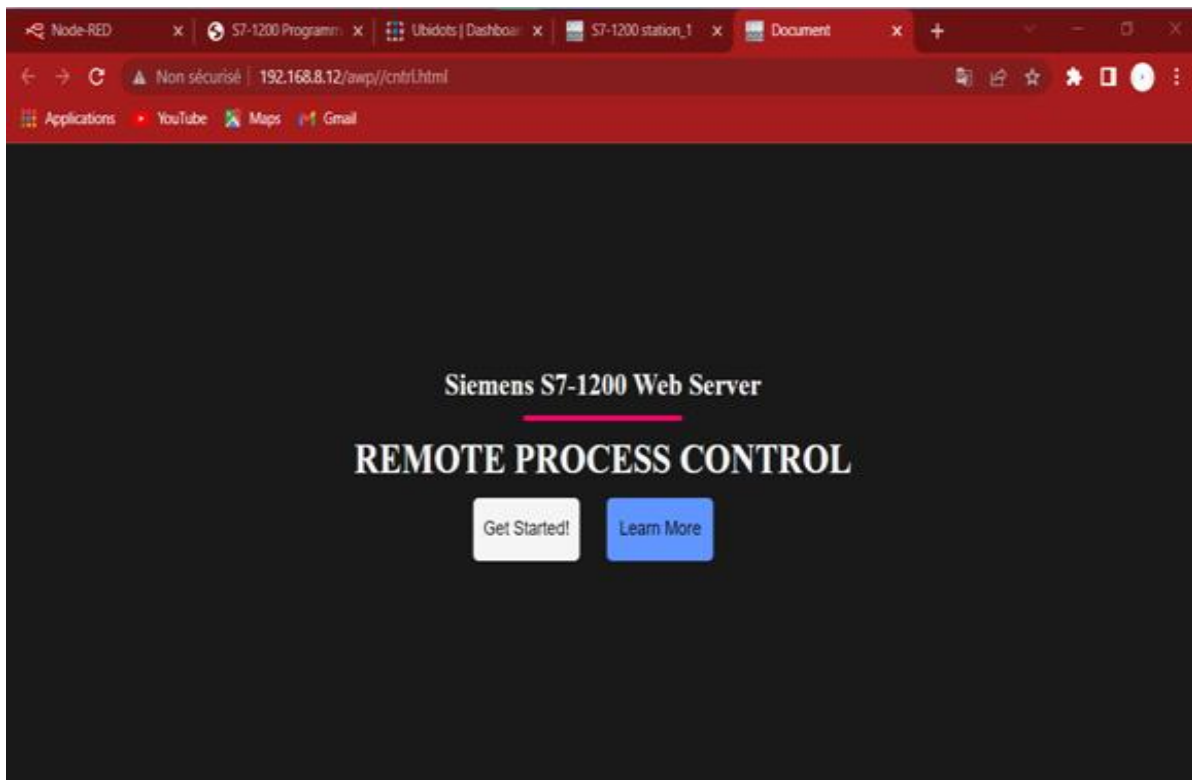 Node-RED S7-1200 Programm Ubidots | Dashboar S7-1200 station_1 Document
Non sécurisé 192.168.8.12/awp//cntrl.html
Applications YouTube Maps Gmail
Siemens S7-1200 Web Server
REMOTE PROCESS CONTROL
Get Started! Learn More